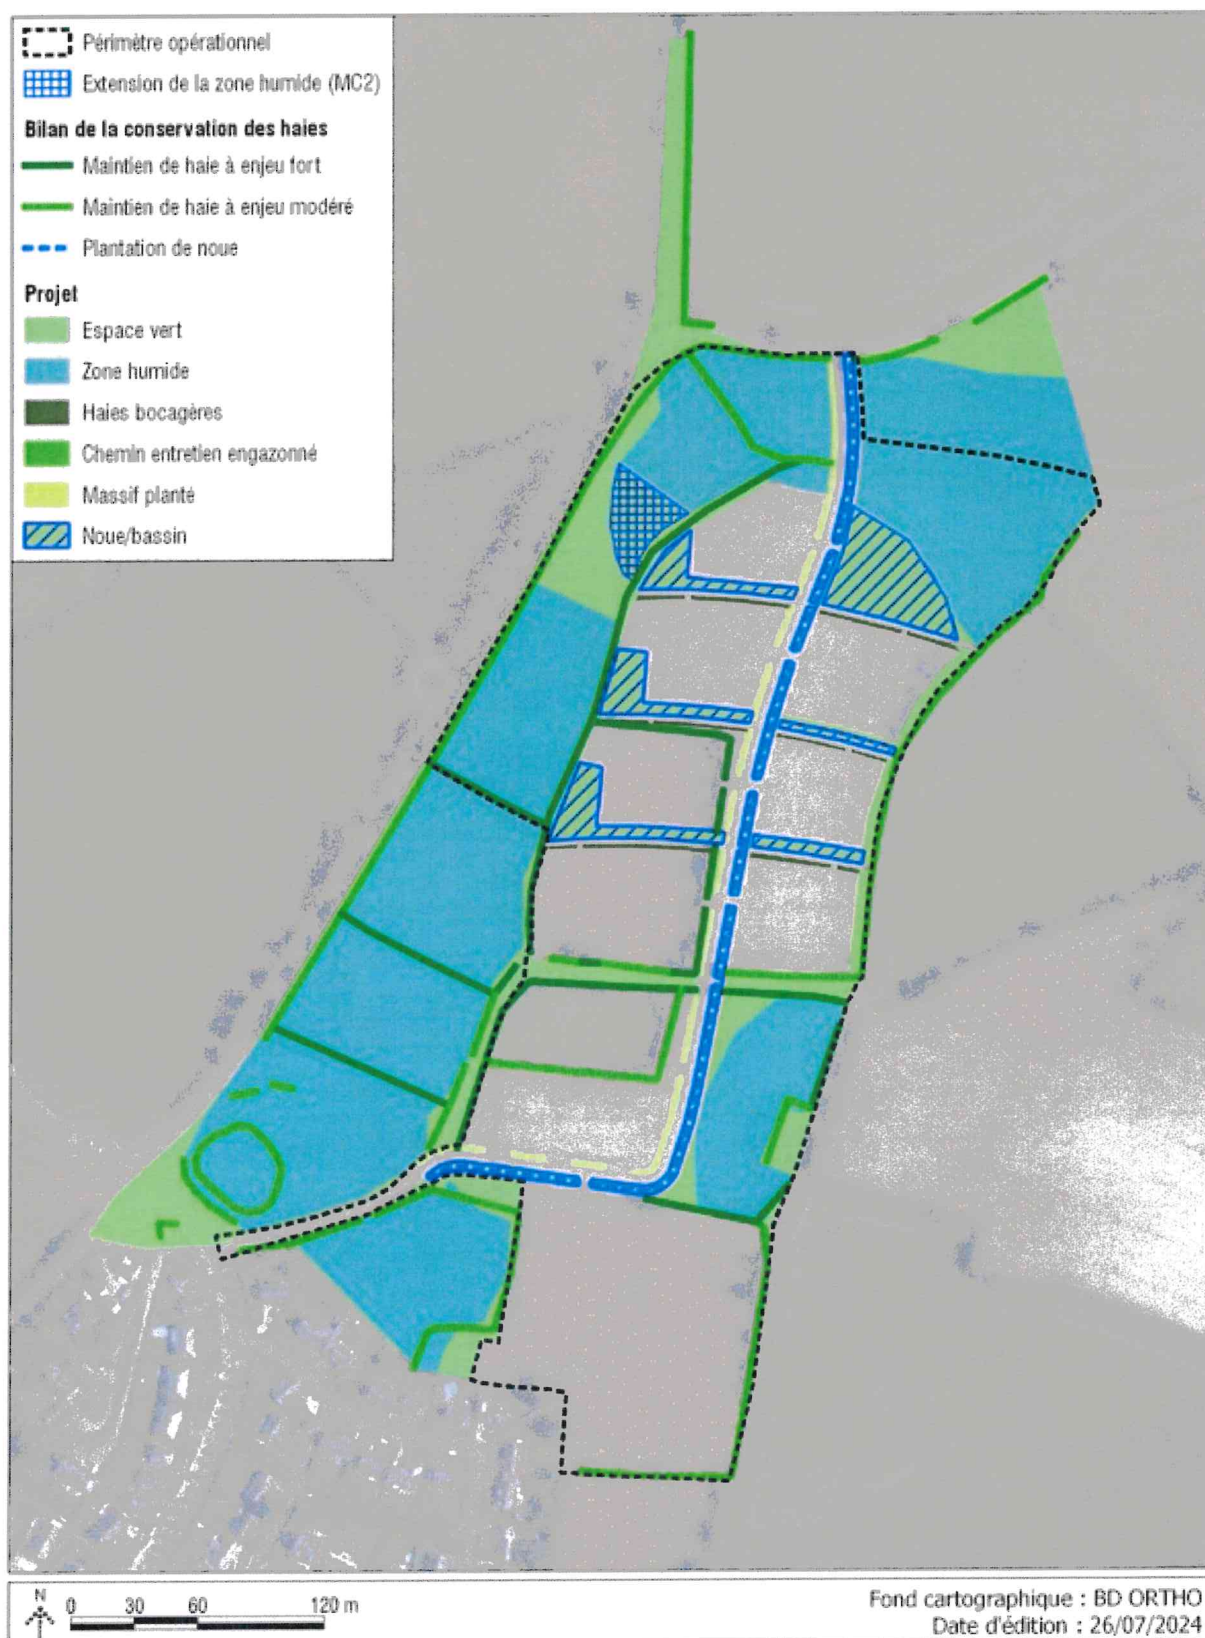 Périmètre opérationnel
Extension de la zone humide (MC2)
Bilan de la conservation des haies
Maintien de haie à enjeu fort
Maintien de haie à enjeu modéré
Plantation de noue
Projet
Espace vert
Zone humide
Haies bocagères
Chemin entretien engazonné
Massif planté
Noue/bassin
N
0 30 60 120 m
Fond cartographique : BD ORTHO
Date d'édition : 26/07/2024